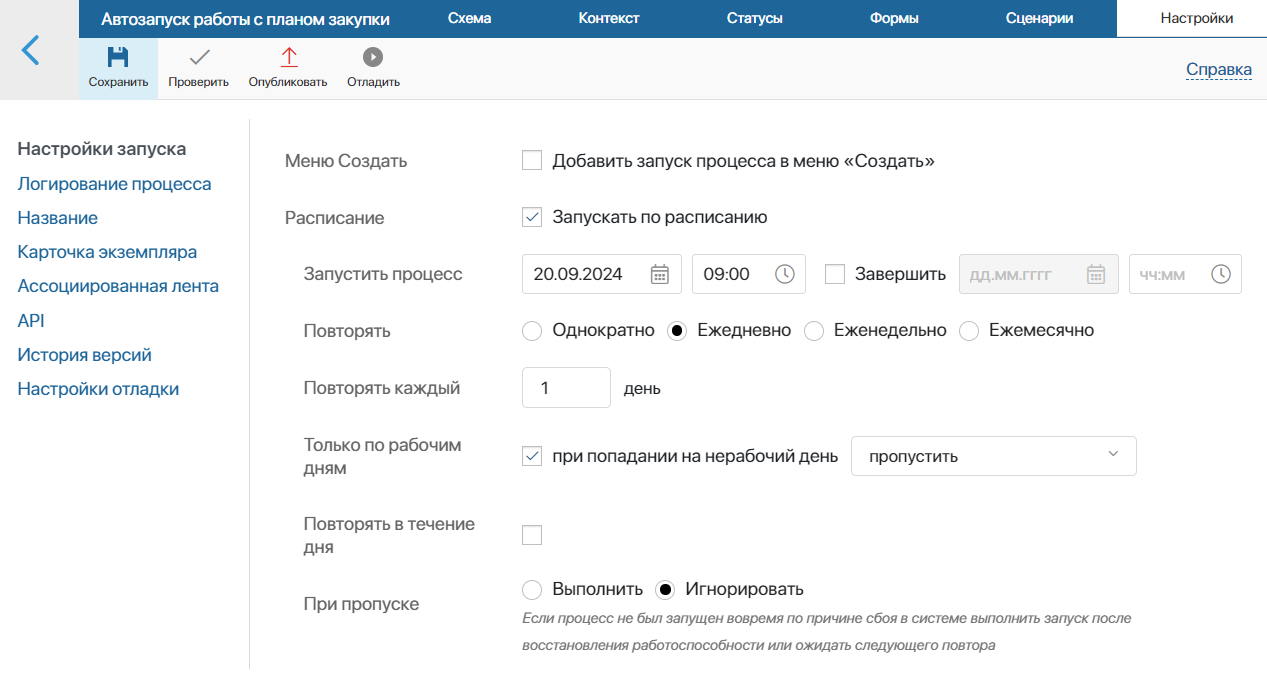 Автозапуск работы с планом закупки Схема Контекст Статусы Формы Сценарии Настройки
Сохранить Проверить Опубликовать Отладить Справка
Настройки запуска
Логирование процесса
Название
Карточка экземпляра
Ассоциированная лента
API
История версий
Настройки отладки
Меню Создать Добавить запуск процесса в меню «Создать»
Расписание Запускать по расписанию
Запустить процесс 20.09.2024 09:00 Завершить дд.мм.гггг чч:мм
Повторять Однократно Ежедневно Еженедельно Ежемесячно
Повторять каждый 1 день
Только по рабочим
дням
при попадании на нерабочий день пропустить
Повторять в течение
дня
При пропуске Выполнить Игнорировать
Если процесс не был запущен вовремя по причине сбоя в системе выполнить запуск после
восстановления работоспособности или ожидать следующего повтора